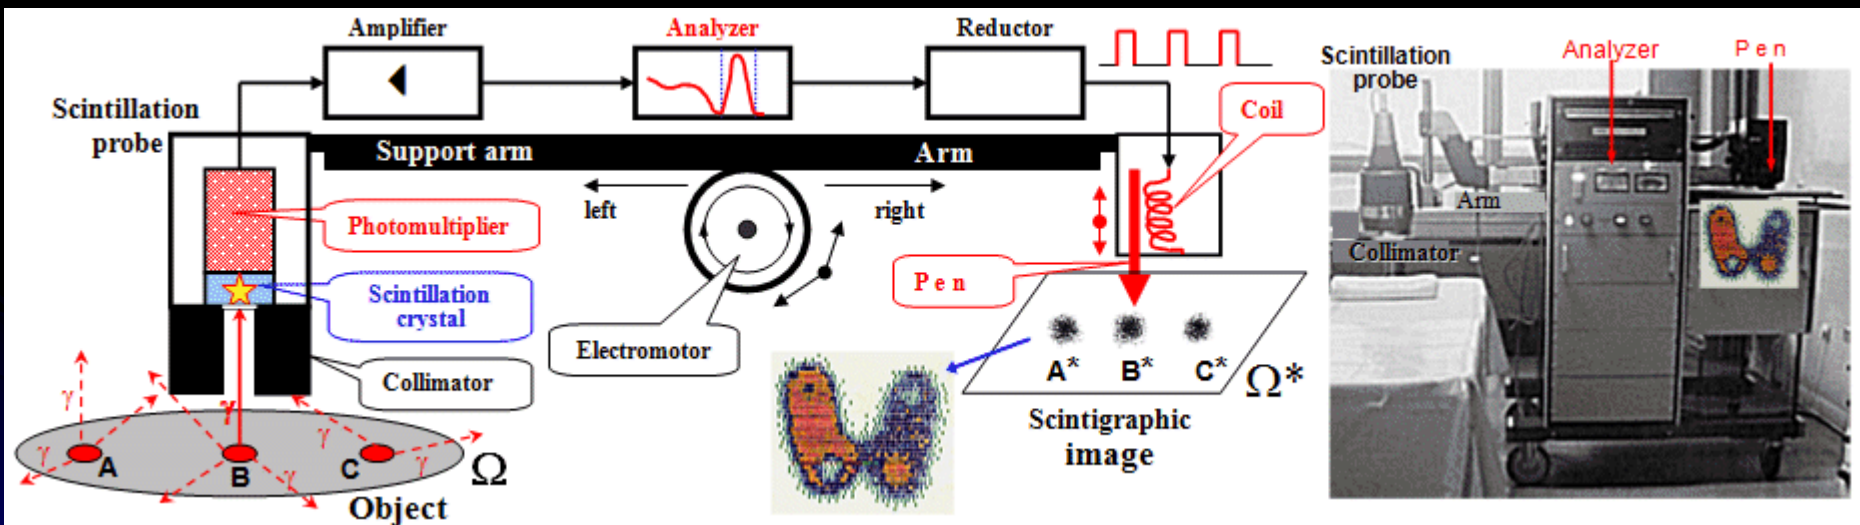 Amplifier
Analyzer
Reductor
Scintillation
probe
Support arm
Arm
Coil
left
right
Photomultiplier
Pen
Scintillation
crystal
Electromotor
Collimator
A* B* C*
Ω*
Scintigraphic
image
γ
γ
γ
γ
γ
γ
γ
A
B
C
Ω
Object
Scintillation
probe
Analyzer
Pen
Arm
Collimator